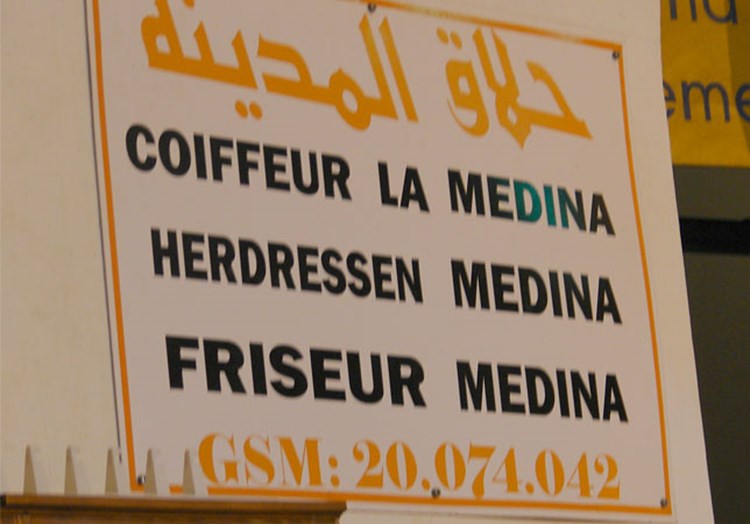 حلاق المدينة
COIFFEUR LA MEDINA
HERDRESSEN MEDINA
FRISEUR MEDINA
GSM: 20.074.042